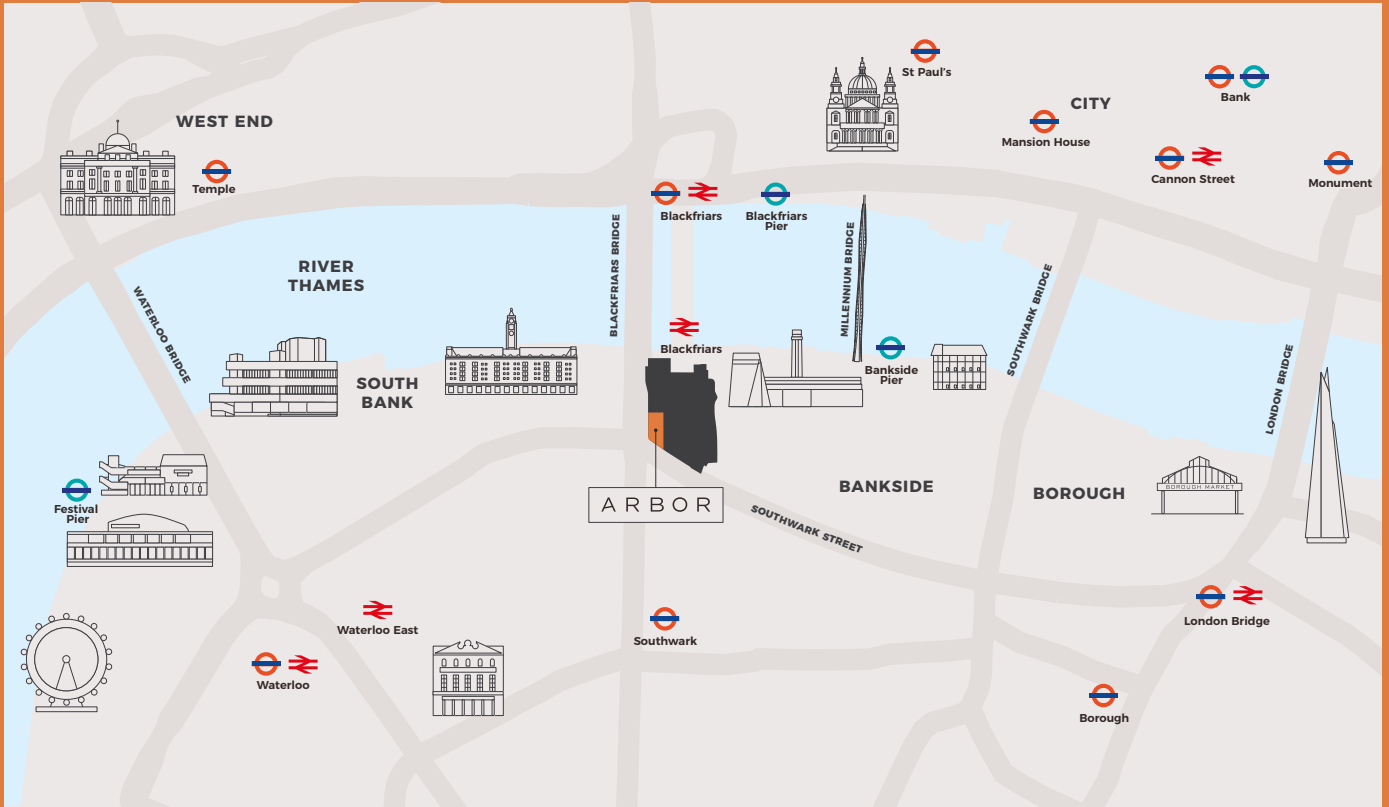 St Paul's
Bank
CITY
WEST END
Mansion House
Temple
Cannon Street
Monument
Blackfriars
Blackfriars
Pier
RIVER
THAMES
WATERLOO BRIDGE
BLACKFRIARS BRIDGE
MILLENNIUM BRIDGE
SOUTHWARK BRIDGE
LONDON BRIDGE
Blackfriars
Bankside
Pier
SOUTH
BANK
BANKSIDE
BOROUGH
BOROUGH MARKET
Festival
Pier
ARBOR
SOUTHWARK STREET
Waterloo East
Southwark
London Bridge
Waterloo
Borough